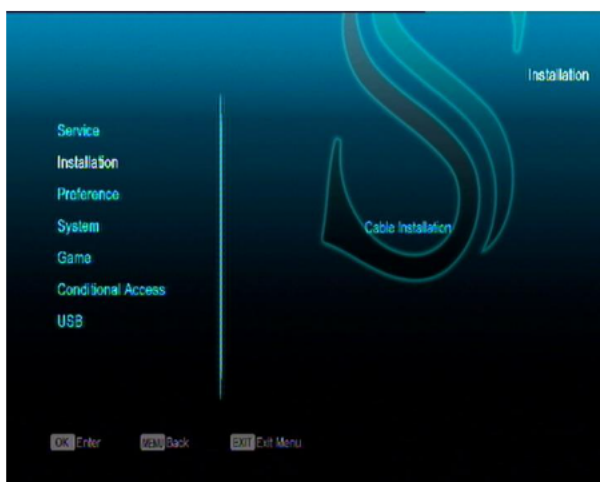 Installation
Service
Installation
Preference
System
Game
Conditional Access
USB
Cable Installation
OK Enter MENU Back EXIT Exit Menu